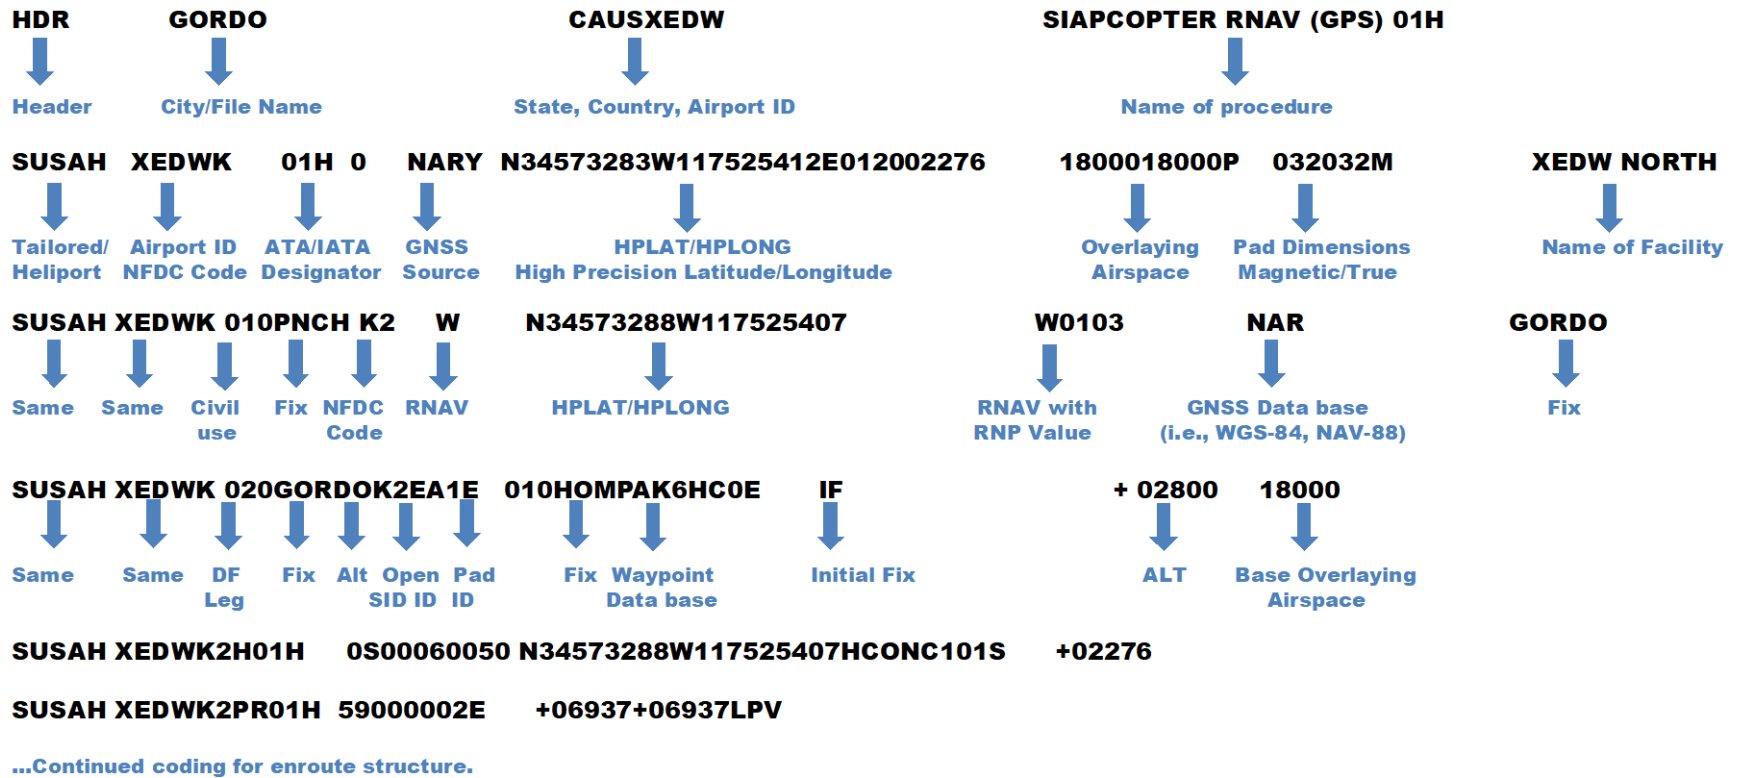 HDR GORDO CAUSXEDW SIAPCOPTER RNAV (GPS) 01H
Header City/File Name State, Country, Airport ID Name of procedure
SUSAH XEDWK 01H 0 NARY N34573283W117525412E012002276 1800018000P 032032M XEDW NORTH
Tailored/ Airport ID ATA/IATA GNSS HPLAT/HPLONG Overlaying Pad Dimensions Name of Facility
Heliport NFDC Code Designator Source High Precision Latitude/Longitude Airspace Magnetic/True
SUSAH XEDWK 010PNCH K2 W N34573288W117525407 W0103 NAR GORDO
Same Same Civil Fix NFDC RNAV HPLAT/HPLONG RNAV with GNSS Data base Fix
use Code RNP Value (i.e., WGS-84, NAV-88)
SUSAH XEDWK 020GORDOK2EA1E 010HOMPAK6HC0E IF + 02800 18000
Same Same DF Fix Alt Open Pad Fix Waypoint Initial Fix ALT Base Overlaying
Leg SID ID ID Data base Airspace
SUSAH XEDWK2H01H 0S00060050 N34573288W117525407HCONC101S +02276
SUSAH XEDWK2PR01H 59000002E +06937+06937LPV
...Continued coding for enroute structure.